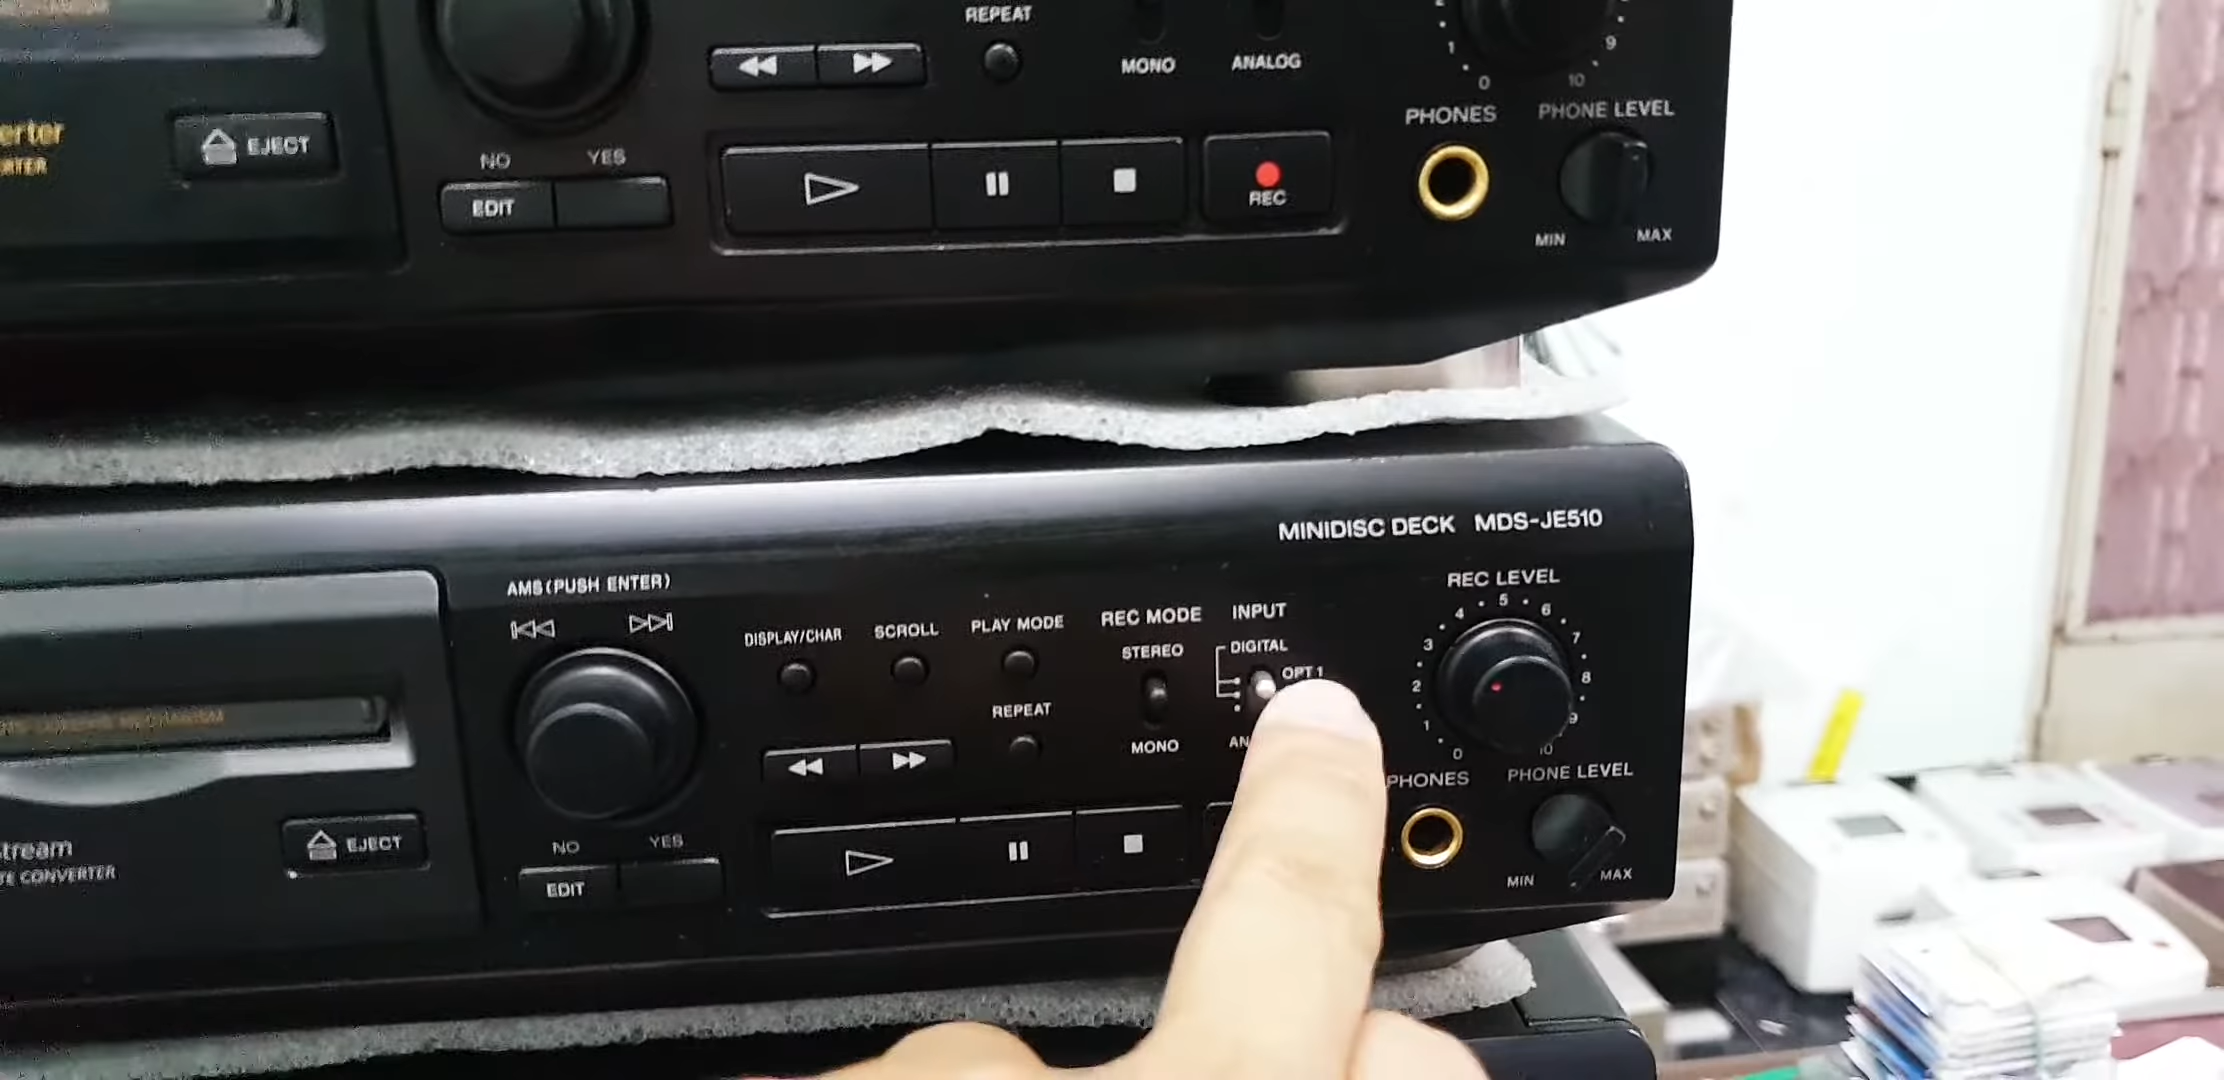 REPEAT
MONO
ANALOG
1
9
0
10
PHONES
PHONE LEVEL
EJECT
NO
YES
EDIT
REC
MIN
MAX
MINIDISC DECK MDS-JE510
AMS (PUSH ENTER)
DISPLAY/CHAR
SCROLL
PLAY MODE
REC MODE
INPUT
REC LEVEL
STEREO
DIGITAL
OPT 1
REPEAT
MONO
0
1
2
3
4
5
6
7
8
9
10
PHONES
PHONE LEVEL
EJECT
NO
YES
EDIT
CONVERTER
MIN
MAX